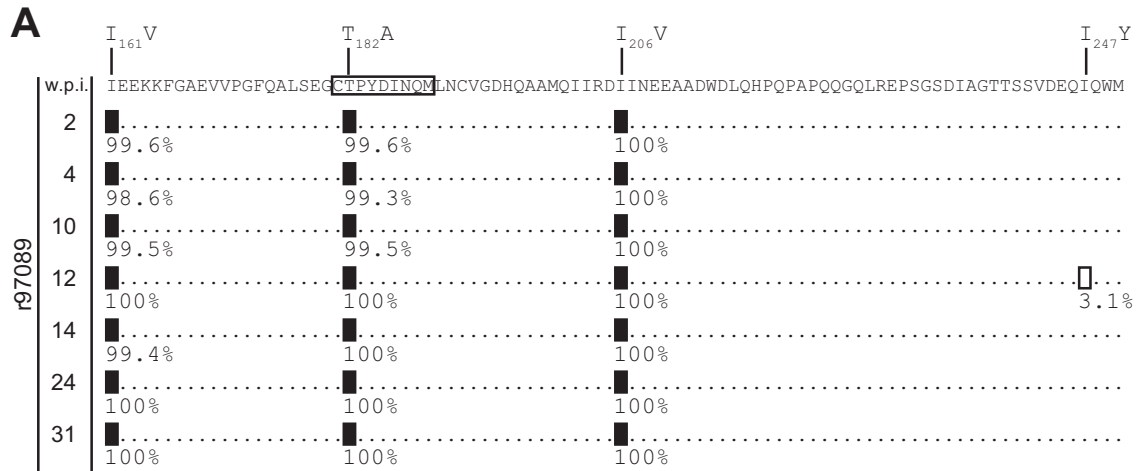 A
I161V T182A I206V I247Y
w.p.i. IEEKKFGAEVVPGFQALSEGCTPYDINQMLNCVGDHQAAMQIIRDIINEEAADWDLQHPQPAPQQGQLREPSGSDIAGTTSSVDEQIQWM
r97089
2
99.6% 99.6% 100%
4
98.6% 99.3% 100%
10
99.5% 99.5% 100%
12
100% 100% 100% 3.1%
14
99.4% 100% 100%
24
100% 100% 100%
31
100% 100% 100%